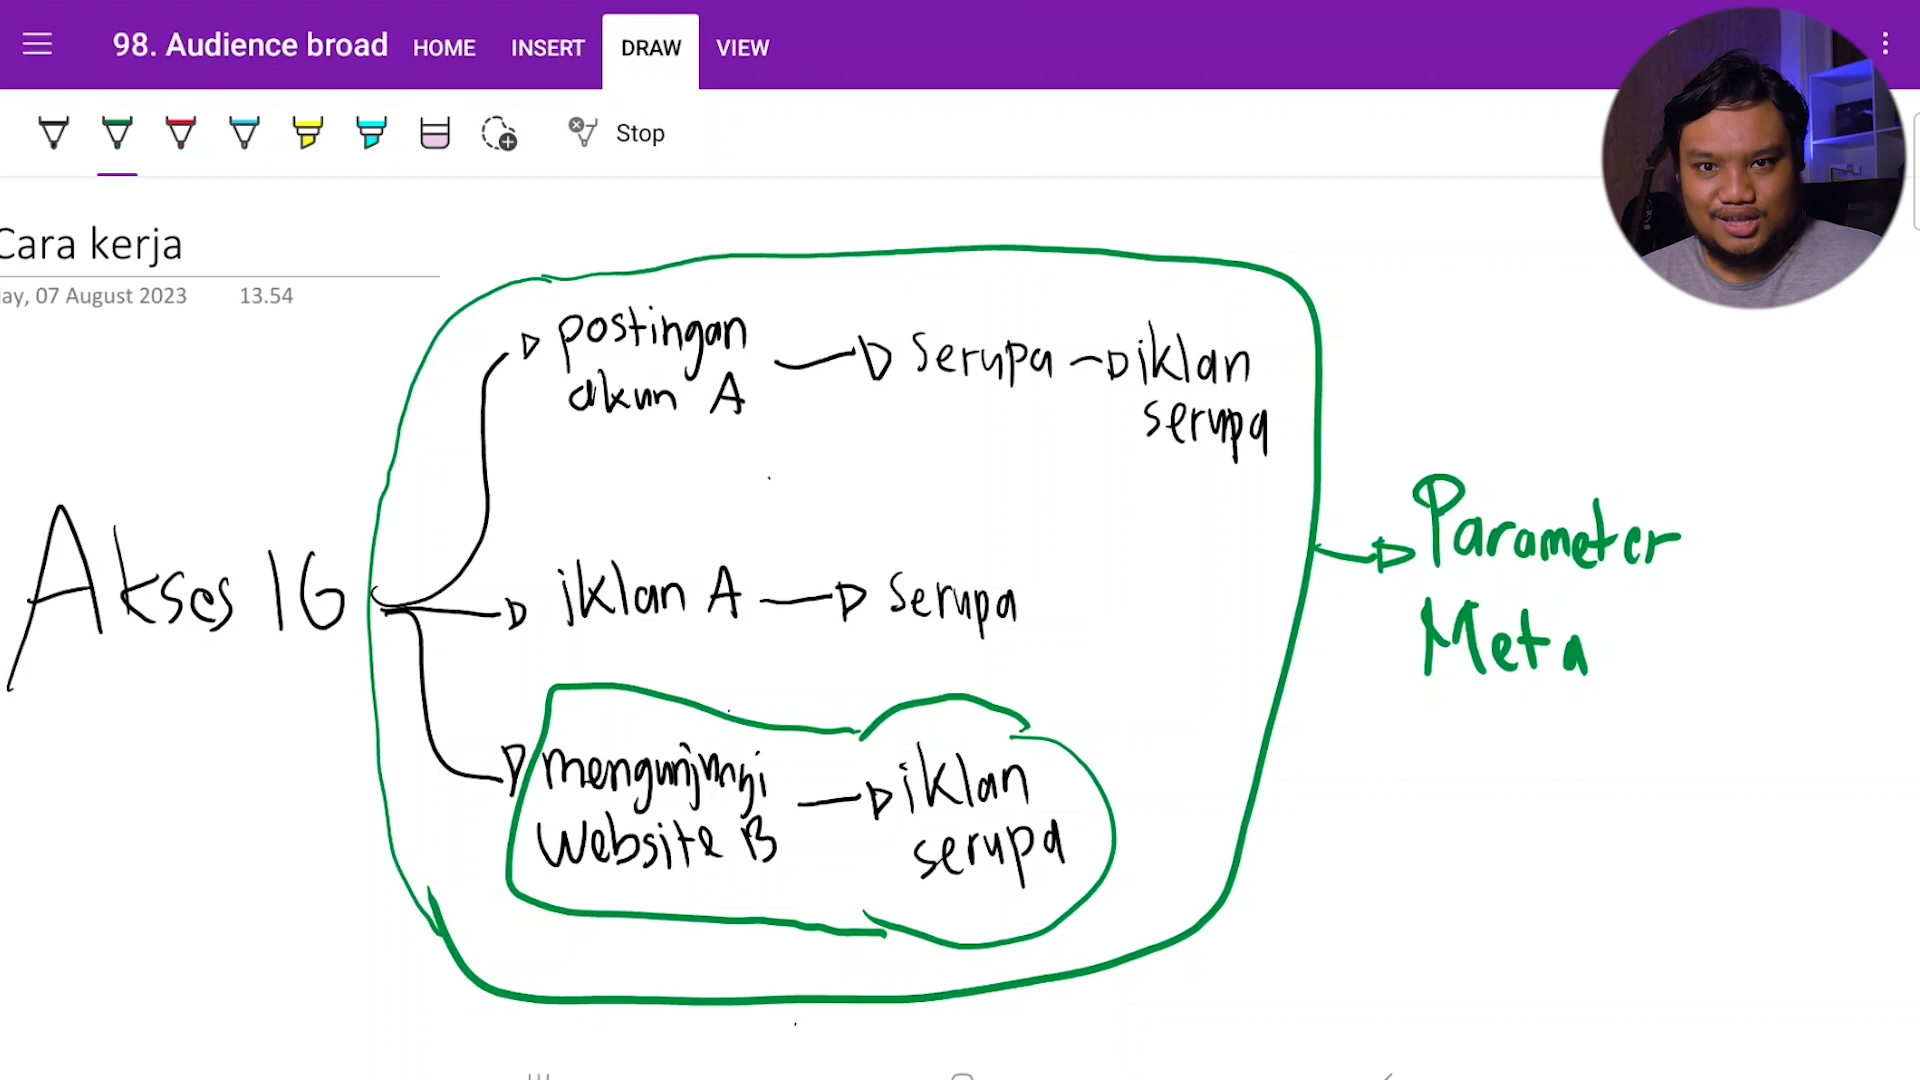 98. Audience broad
HOME
INSERT
DRAW
VIEW
Stop
Cara kerja
ay, 07 August 2023
13.54
postingan
akun A
Serupa
iklan
serupa
Akses IG
iklan A
Serupa
mengunjungi
Website B
iklan
serupa
Parameter
Meta